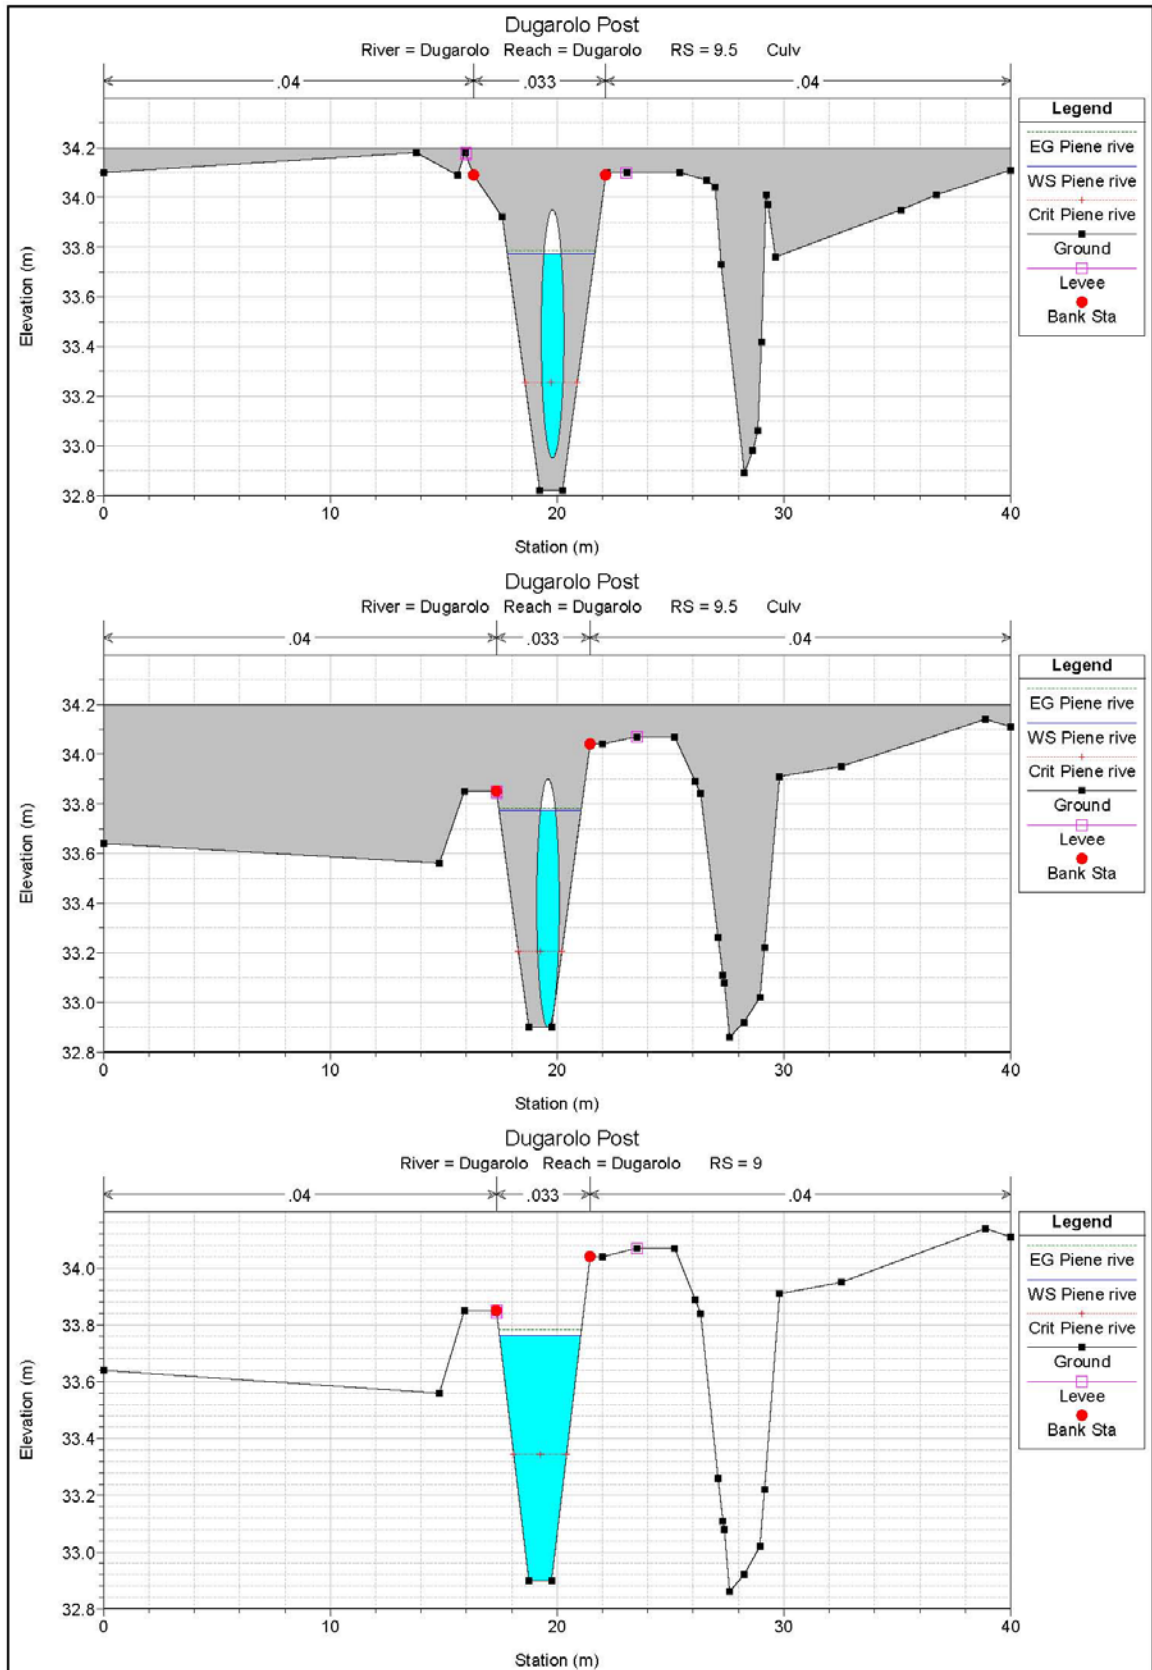 Dugarolo Post
River = Dugarolo Reach = Dugarolo RS = 9.5 Culv
.04 .033 .04
Legend
EG Piene rive
WS Piene rive
Crit Piene rive
Ground
Levee
Bank Sta
34.2
34.0
33.8
33.6
33.4
33.2
33.0
32.8
Elevation (m)
0 10 20 30 40
Station (m)
Dugarolo Post
River = Dugarolo Reach = Dugarolo RS = 9.5 Culv
.04 .033 .04
Legend
EG Piene rive
WS Piene rive
Crit Piene rive
Ground
Levee
Bank Sta
34.2
34.0
33.8
33.6
33.4
33.2
33.0
32.8
Elevation (m)
0 10 20 30 40
Station (m)
Dugarolo Post
River = Dugarolo Reach = Dugarolo RS = 9
.04 .033 .04
Legend
EG Piene rive
WS Piene rive
Crit Piene rive
Ground
Levee
Bank Sta
34.0
33.8
33.6
33.4
33.2
33.0
32.8
Elevation (m)
0 10 20 30 40
Station (m)